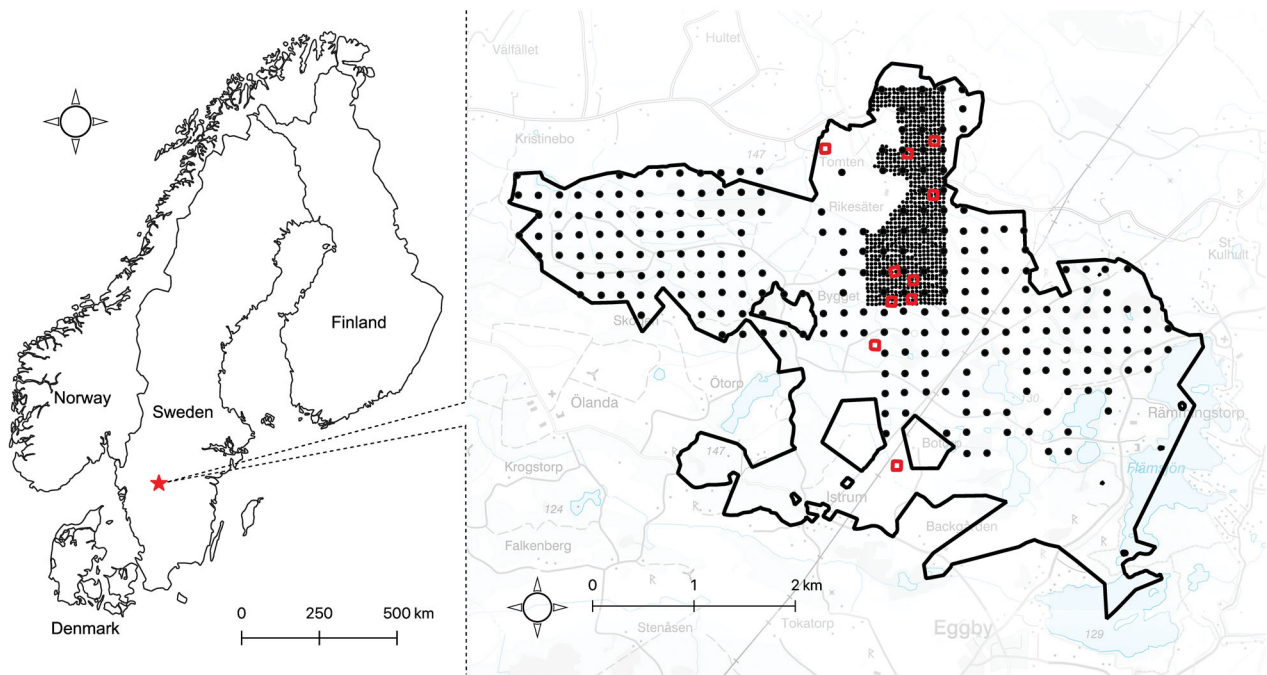 Norway
Sweden
Finland
Denmark
0 250 500 km
Välfället
Hultet
Kristinebo
147
Tomten
Rikesäter
St.
Kulhult
Bygget
Ötorp
Ölanda
Rämningstorp
Krogstorp
147
Flämsjön
124
Istrum
Backgården
Falkenberg
R
R
R
R
R
0 1 2 km
Stenåsen
Tokatorp
Eggby
129